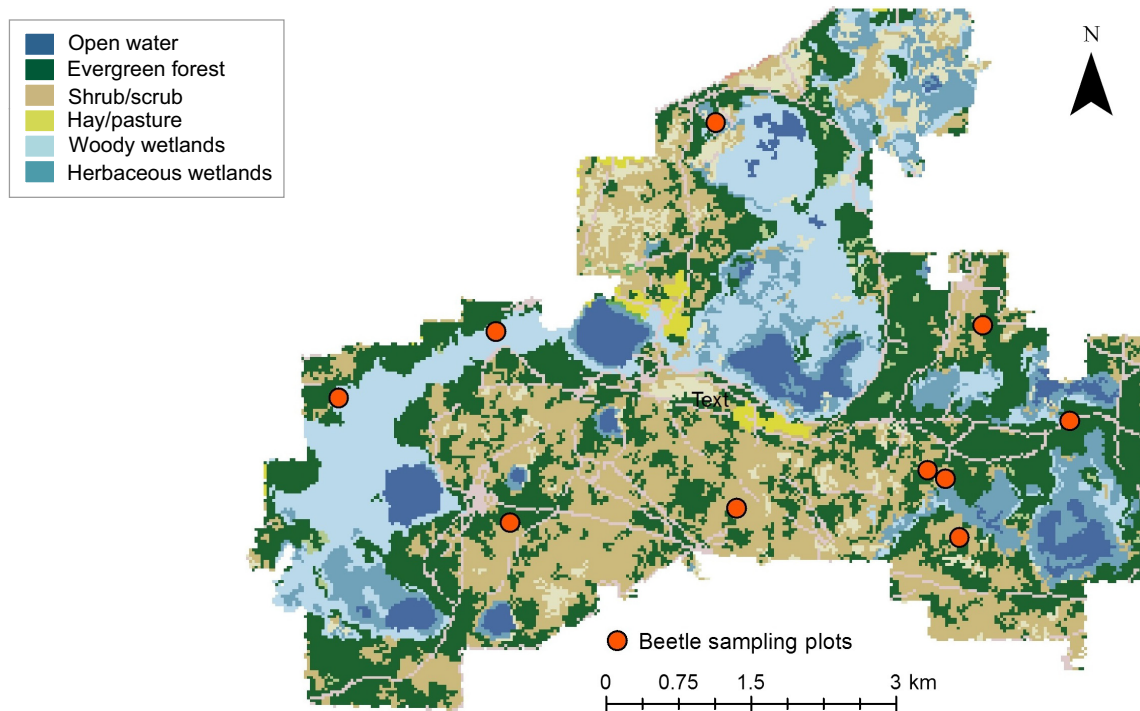 Open water
Evergreen forest
Shrub/scrub
Hay/pasture
Woody wetlands
Herbaceous wetlands
N
Text
Beetle sampling plots
0 0.75 1.5 3 km